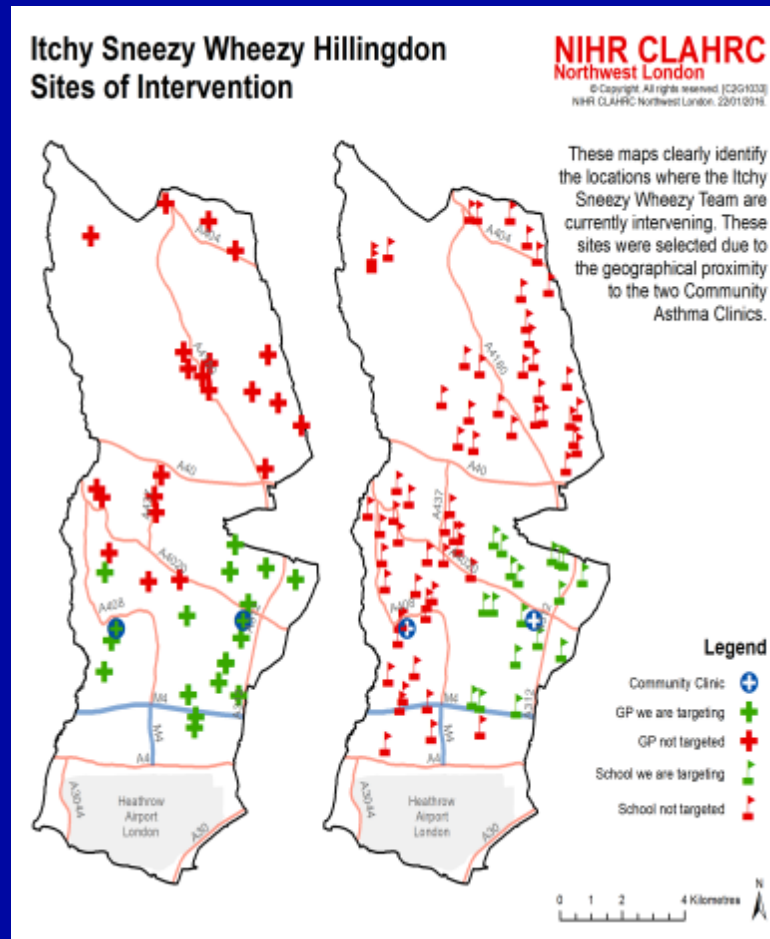 Itchy Sneezy Wheezy Hillingdon
Sites of Intervention
NIHR CLAHRC
Northwest London
© Copyright. All rights reserved. [C2G1033]
NIHR CLAHRC Northwest London. 22/01/2016.
These maps clearly identify
the locations where the Itchy
Sneezy Wheezy Team are
currently intervening. These
sites were selected due to
the geographical proximity
to the two Community
Asthma Clinics.
A404
A40
A4020
A408
M4
M4
A4
A3044
Heathrow
Airport
London
A30
A404
A4180
A40
A437
A4020
A408
A312
M4
M4
A4
A3044
Heathrow
Airport
London
A30
Legend
Community Clinic
GP we are targeting
GP not targeted
School we are targeting
School not targeted
0 1 2 4 Kilometres
N